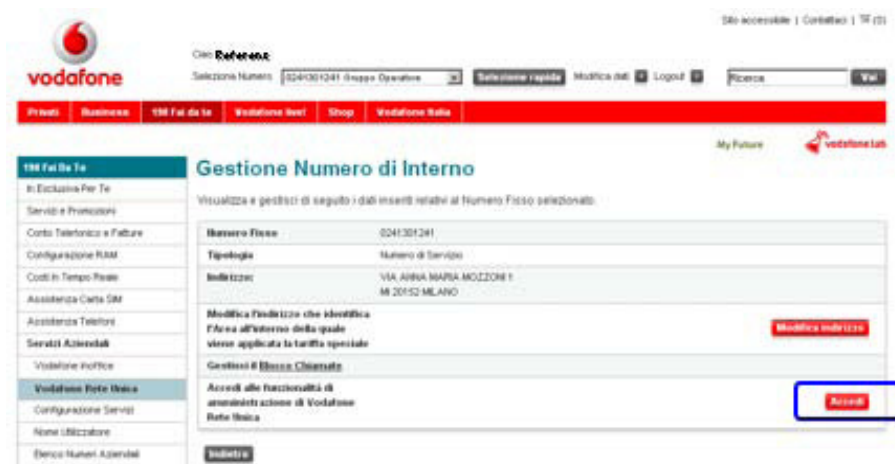 Sito accessibile | Contattaci | (0)
Ciao Referente
vodafone
Seleziona Numero 0241301241 Gruppo Operatore Selezione rapida Modifica dati Logout Ricerca Vai
Privati Business 190 Fai da te Vodafone live! Shop Vodafone Italia
My Future vodafone lab
190 Fai Da Te
Gestione Numero di Interno
In Esclusiva Per Te
Visualizza e gestisci di seguito i dati inseriti relativi al Numero Fisso selezionato.
Servizi e Promozioni
Conto Telefonico e Fatture
Numero Fisso 0241301241
Configurazione RAM
Tipologia Numero di Servizio
Costi in Tempo Reale
Indirizzo: VIA ANNA MARIA MOZZONI 1
MI 20152 MILANO
Assistenza Carta SIM
Assistenza Telefoni
Modifica l'indirizzo che identifica
l'Area all'interno della quale
viene applicata la tariffa speciale
Modifica indirizzo
Servizi Aziendali
Vodafone inoffice
Gestisci il Blocco Chiamate
Vodafone Rete Unica
Accedi alle funzionalità di
amministrazione di Vodafone
Rete Unica
Accedi
Configurazione Servizi
Nome Utilizzatore
Elenco Numeri Aziendali
Indietro